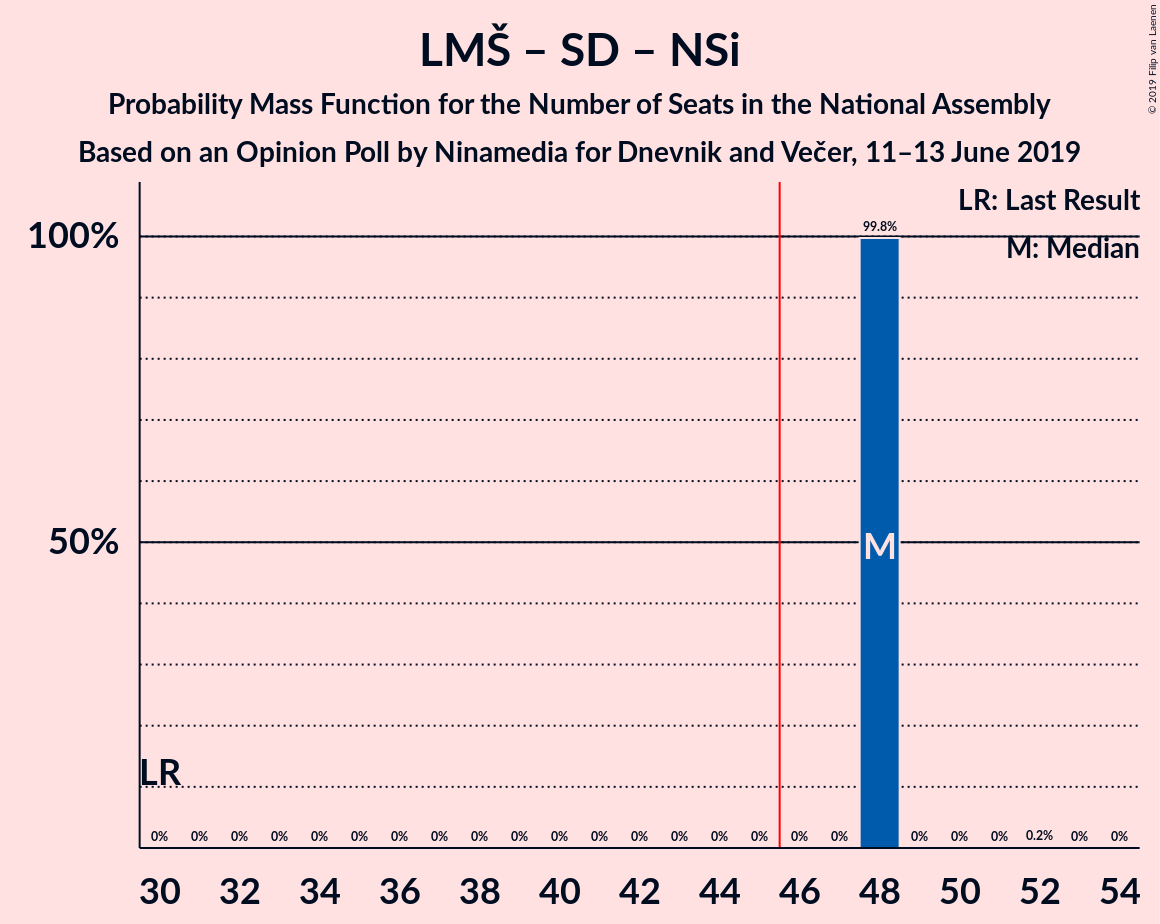 LMŠ – SD – NSi
Probability Mass Function for the Number of Seats in the National Assembly
Based on an Opinion Poll by Ninamedia for Dnevnik and Večer, 11–13 June 2019
© 2019 Filip van Laenen
LR: Last Result
M: Median
100%
50%
99.8%
M
LR
0% 0% 0% 0% 0% 0% 0% 0% 0% 0% 0% 0% 0% 0% 0% 0% 0% 0% 0% 0% 0% 0.2% 0% 0%
30 32 34 36 38 40 42 44 46 48 50 52 54